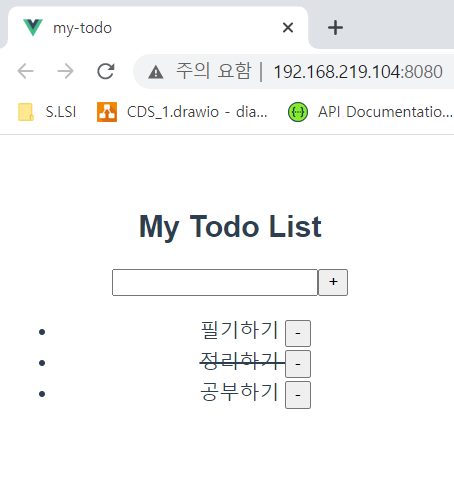 my-todo
주의 요함 | 192.168.219.104:8080
S.LSI CDS_1.drawio - dia... API Documentatio...
My Todo List
+
필기하기 -
정리하기 -
공부하기 -